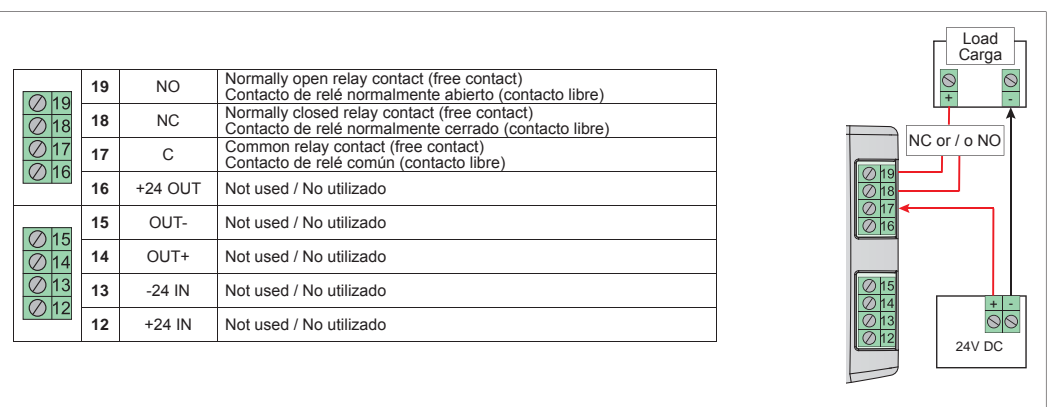 19
18
17
16
19 NO Normally open relay contact (free contact)
Contacto de relé normalmente abierto (contacto libre)
18 NC Normally closed relay contact (free contact)
Contacto de relé normalmente cerrado (contacto libre)
17 C Common relay contact (free contact)
Contacto de relé común (contacto libre)
16 +24 OUT Not used / No utilizado
15
14
13
12
15 OUT- Not used / No utilizado
14 OUT+ Not used / No utilizado
13 -24 IN Not used / No utilizado
12 +24 IN Not used / No utilizado
Load
Carga
+ -
NC or / o NO
19
18
17
16
15
14
13
12
+ -
24V DC